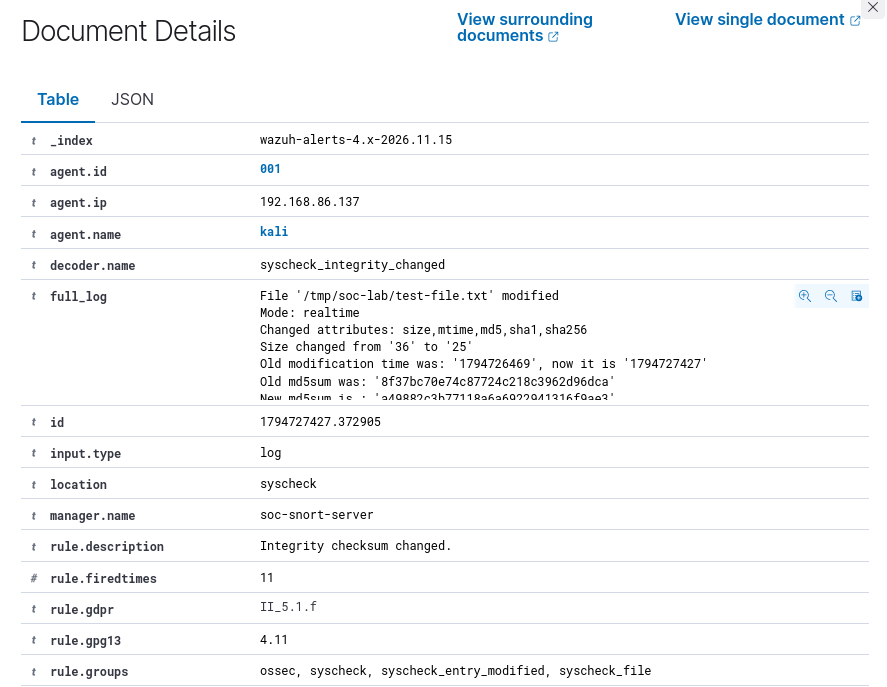 Document Details
View surrounding documents
View single document
Table JSON
t _index wazuh-alerts-4.x-2026.11.15
t agent.id 001
t agent.ip 192.168.86.137
t agent.name kali
t decoder.name syscheck_integrity_changed
t full_log File '/tmp/soc-lab/test-file.txt' modified
Mode: realtime
Changed attributes: size,mtime,md5,sha1,sha256
Size changed from '36' to '25'
Old modification time was: '1794726469', now it is '1794727427'
Old md5sum was: '8f37bc70e74c87724c218c3962d96dca'
New md5sum is : 'a49882c3b77118a6a6922941316f9ae3'
t id 1794727427.372905
t input.type log
t location syscheck
t manager.name soc-snort-server
t rule.description Integrity checksum changed.
# rule.firedtimes 11
t rule.gdpr II_5.1.f
t rule.gpg13 4.11
t rule.groups ossec, syscheck, syscheck_entry_modified, syscheck_file